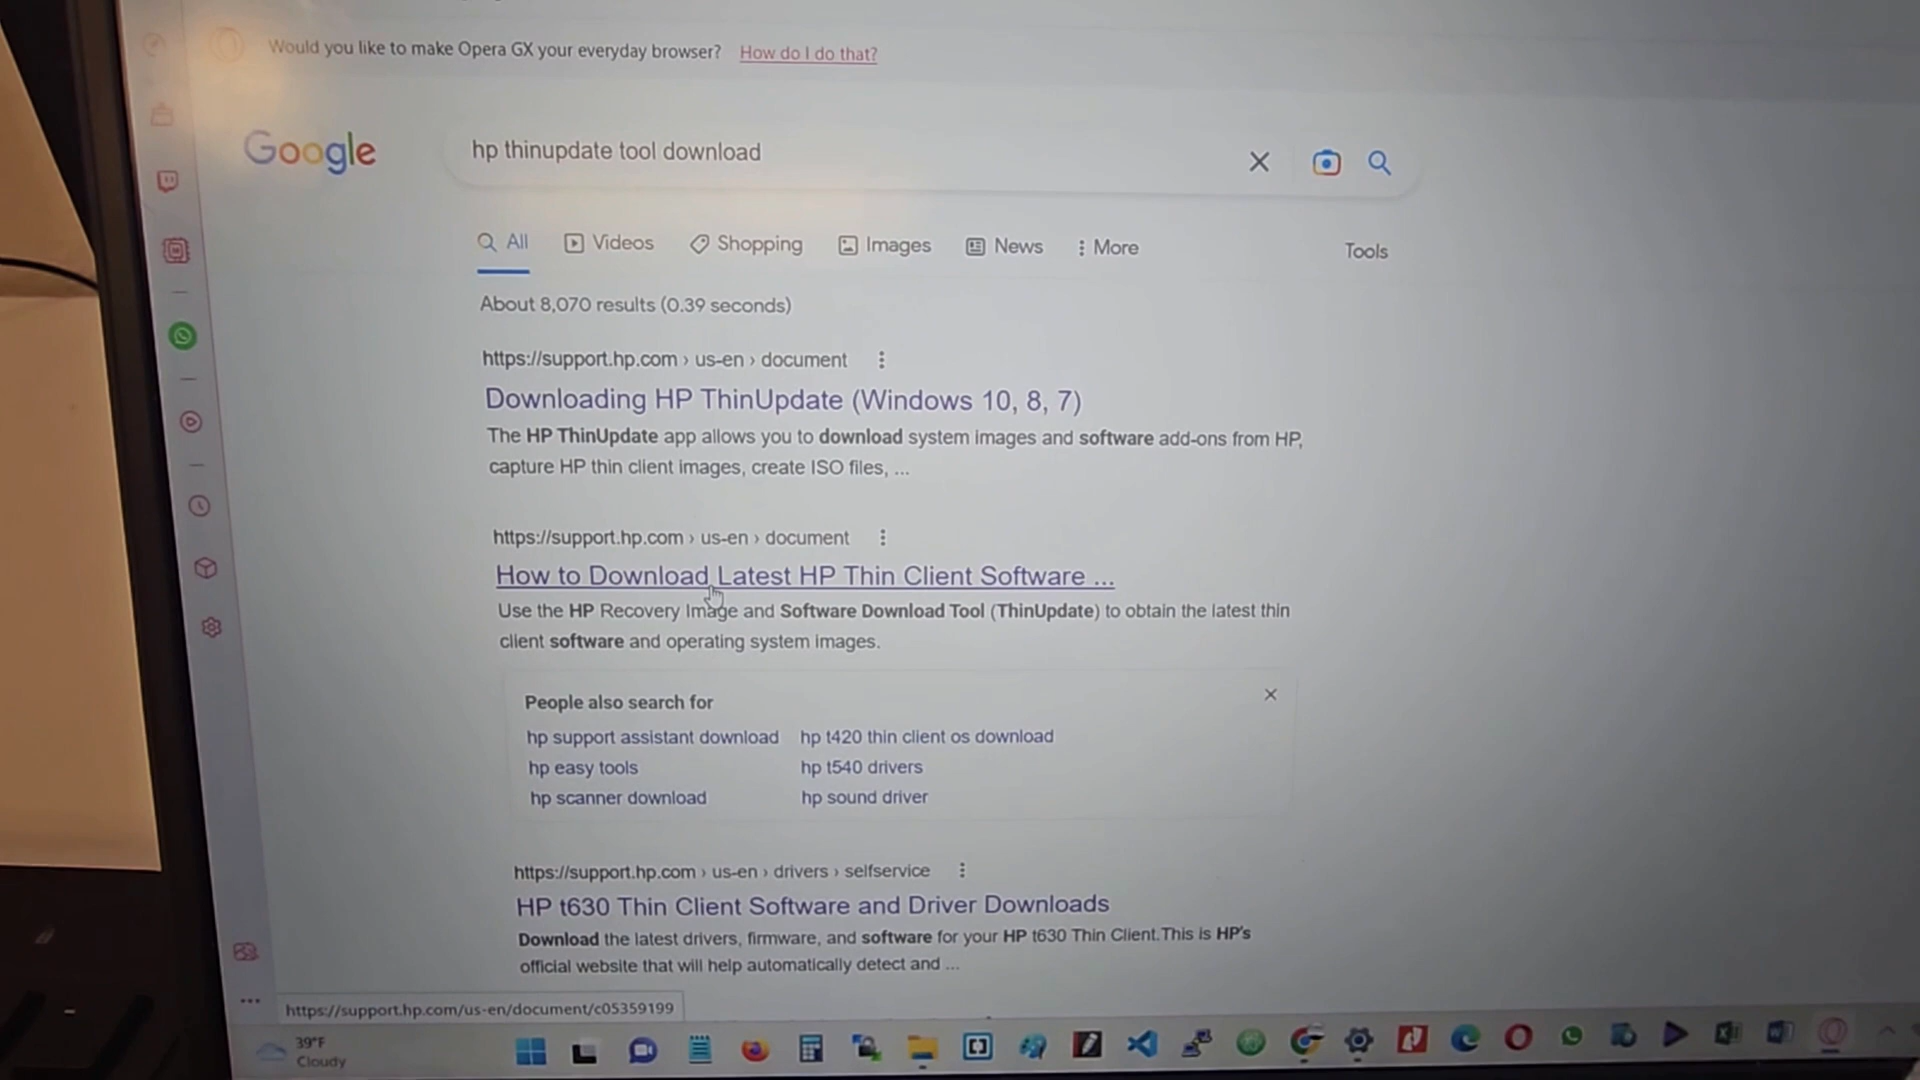 Would you like to make Opera GX your everyday browser? How do I do that?
Google
hp thinupdate tool download
All Videos Shopping Images News More Tools
About 8,070 results (0.39 seconds)
https://support.hp.com › us-en › document
Downloading HP ThinUpdate (Windows 10, 8, 7)
The HP ThinUpdate app allows you to download system images and software add-ons from HP,
capture HP thin client images, create ISO files, ...
https://support.hp.com › us-en › document
How to Download Latest HP Thin Client Software ...
Use the HP Recovery Image and Software Download Tool (ThinUpdate) to obtain the latest thin
client software and operating system images.
People also search for
hp support assistant download hp t420 thin client os download
hp easy tools hp t540 drivers
hp scanner download hp sound driver
https://support.hp.com › us-en › drivers › selfservice
HP t630 Thin Client Software and Driver Downloads
Download the latest drivers, firmware, and software for your HP t630 Thin Client.This is HP's
official website that will help automatically detect and ...
https://support.hp.com/us-en/document/c05359199
39°F
Cloudy